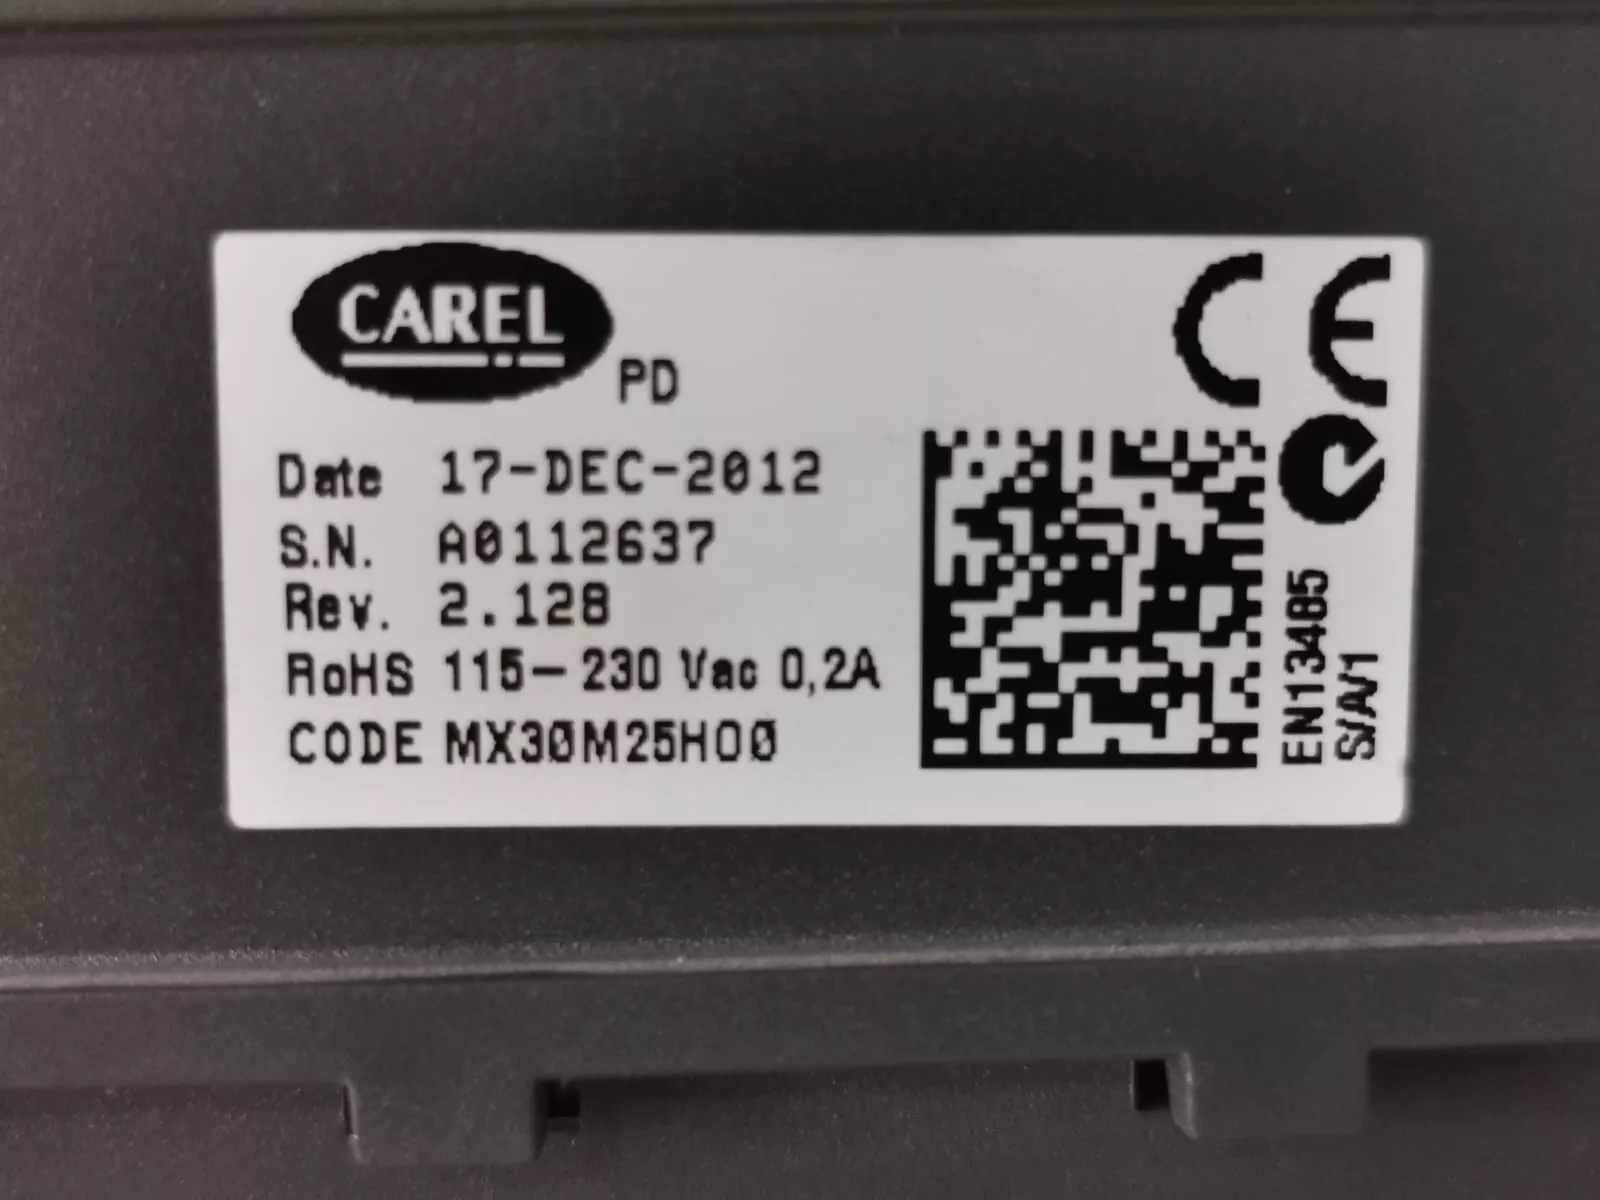 CAREL
PD
CE
Date 17-DEC-2012
S.N. A0112637
Rev. 2.128
RoHS 115-230 Vac 0,2A
CODE MX30M25HO0
EN13485
S/A/1